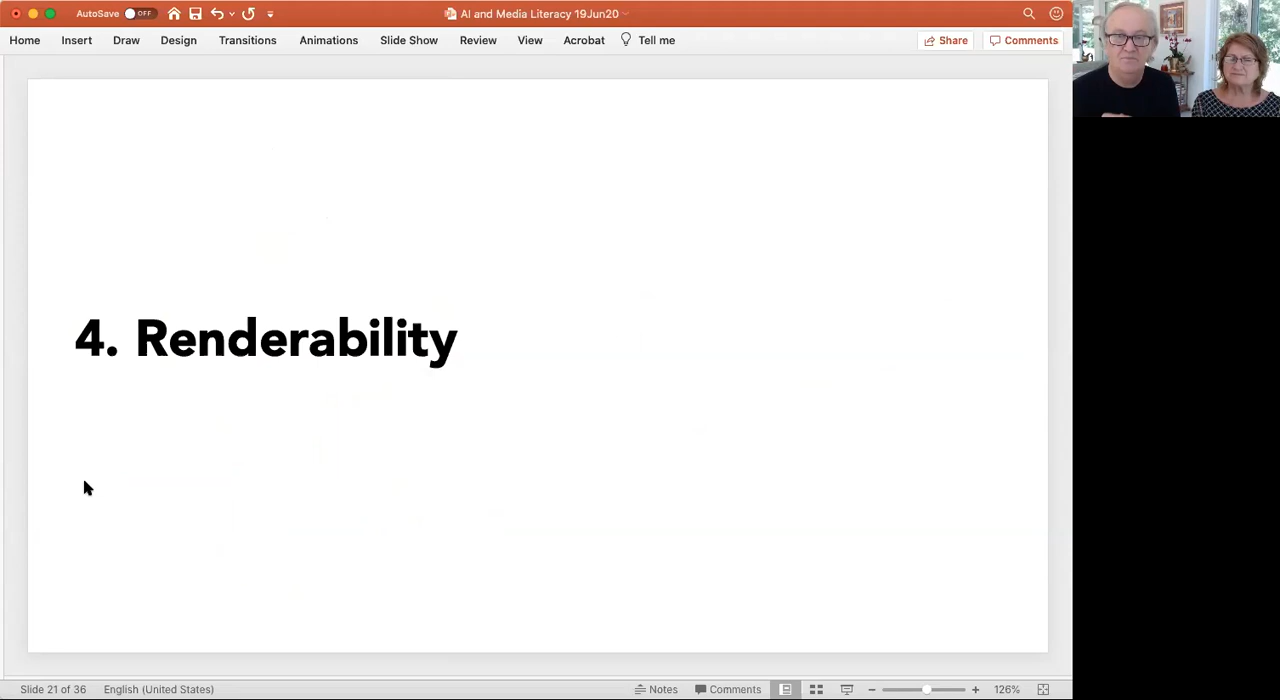 AutoSave OFF
AI and Media Literacy 19Jun20
Home Insert Draw Design Transitions Animations Slide Show Review View Acrobat Tell me Share Comments
4. Renderability
Slide 21 of 36 English (United States) Notes Comments 126%